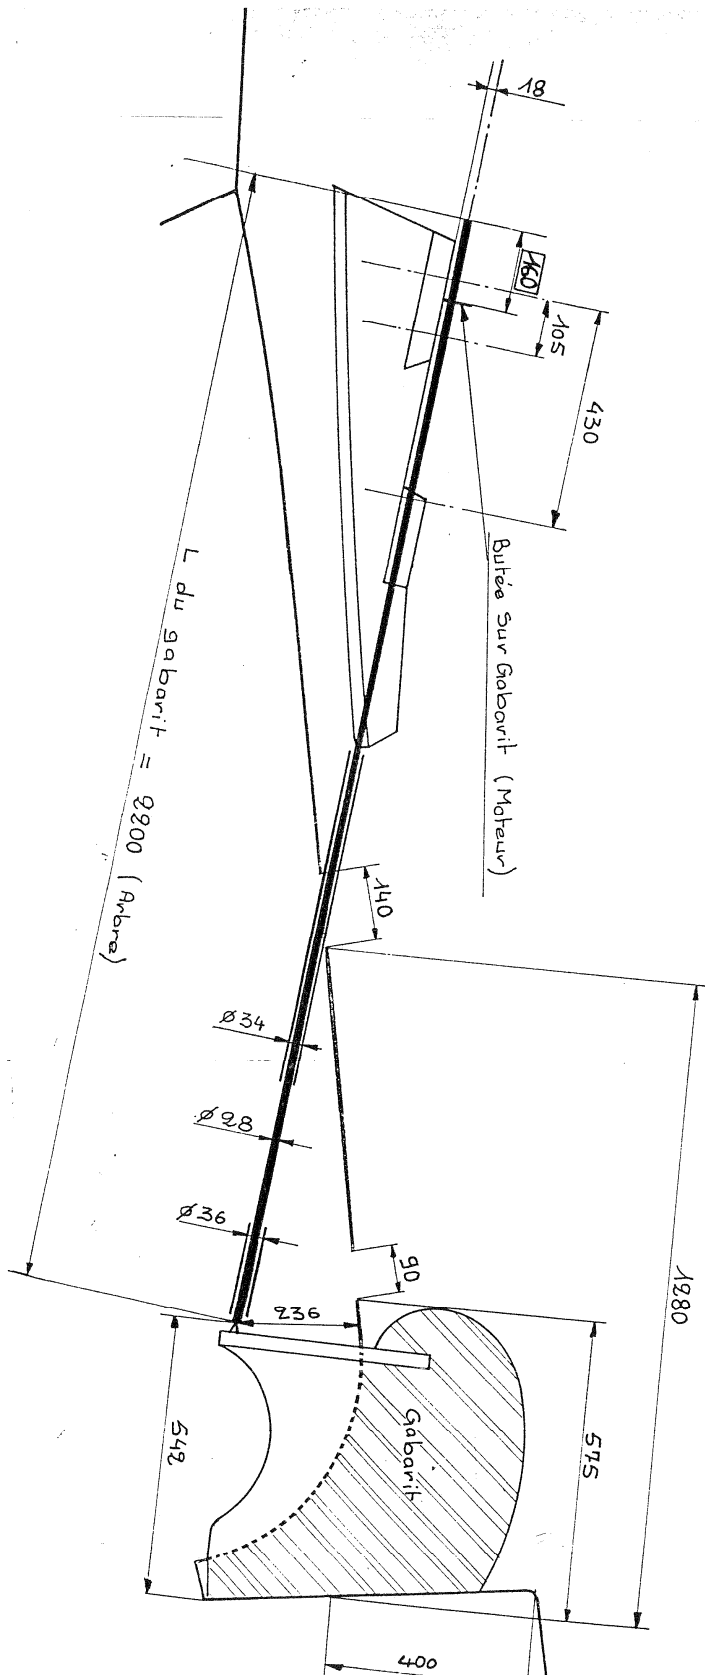 18
160
105
430
Butée Sur Gabarit (Moteur)
L du gabarit = 2200 (Arbre)
140
ø34
ø28
ø36
90
1280
236
Gabarit
575
542
400